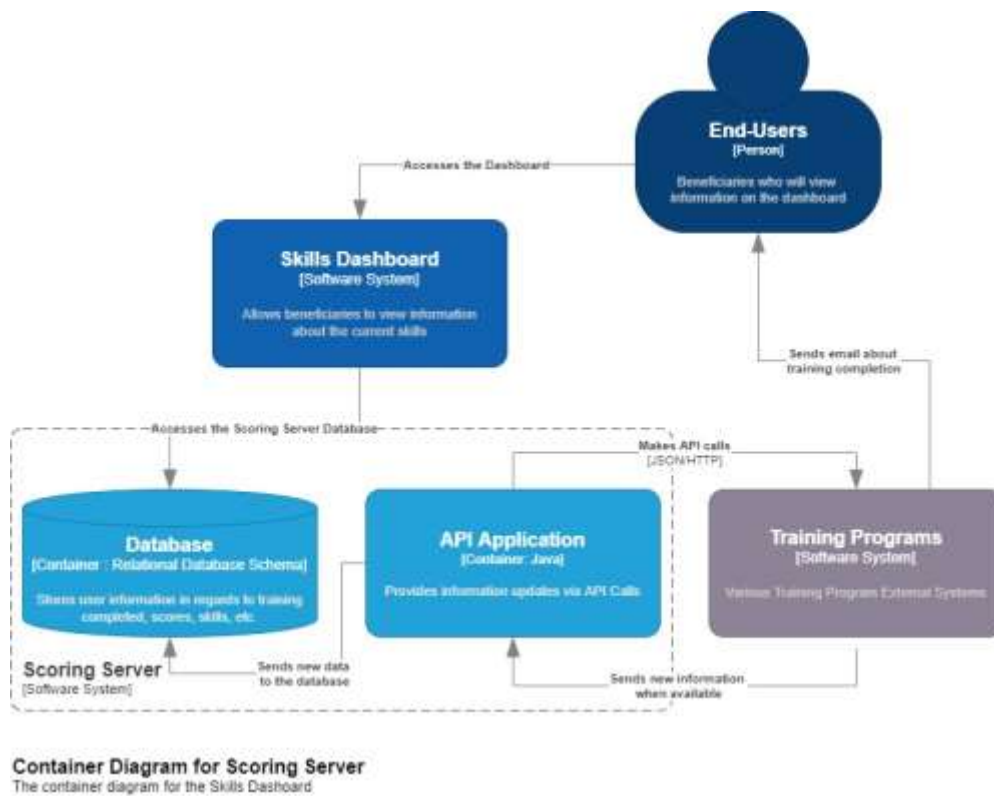 End-Users
[Person]
Beneficiaries who will view
information on the dashboard
Accesses the Dashboard
Skills Dashboard
[Software System]
Allows beneficiaries to view information
about the current skills
Sends email about
training completion
Accesses the Scoring Server Database
Makes API calls
[JSON/HTTP]
Database
[Container : Relational Database Schema]
Stores user information in regards to training
completed, scores, skills, etc.
API Application
[Container: Java]
Provides information updates via API Calls
Training Programs
[Software System]
Various Training Program External Systems
Scoring Server
[Software System]
Sends new data
to the database
Sends new information
when available
Container Diagram for Scoring Server
The container diagram for the Skills Dashoard